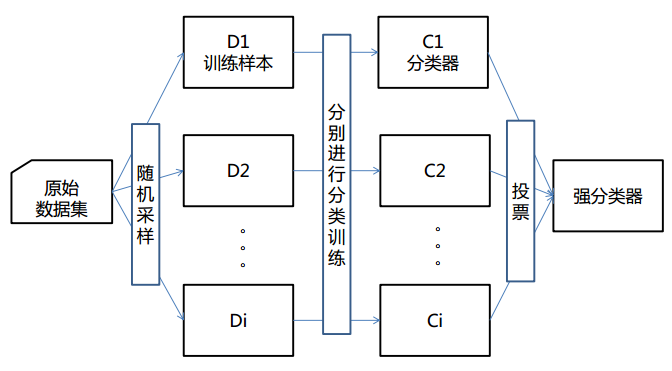 原始
数据集
随机采样
D1
训练样本
D2
。
。
。
Di
分别进行分类训练
C1
分类器
C2
。
。
。
Ci
投票
强分类器